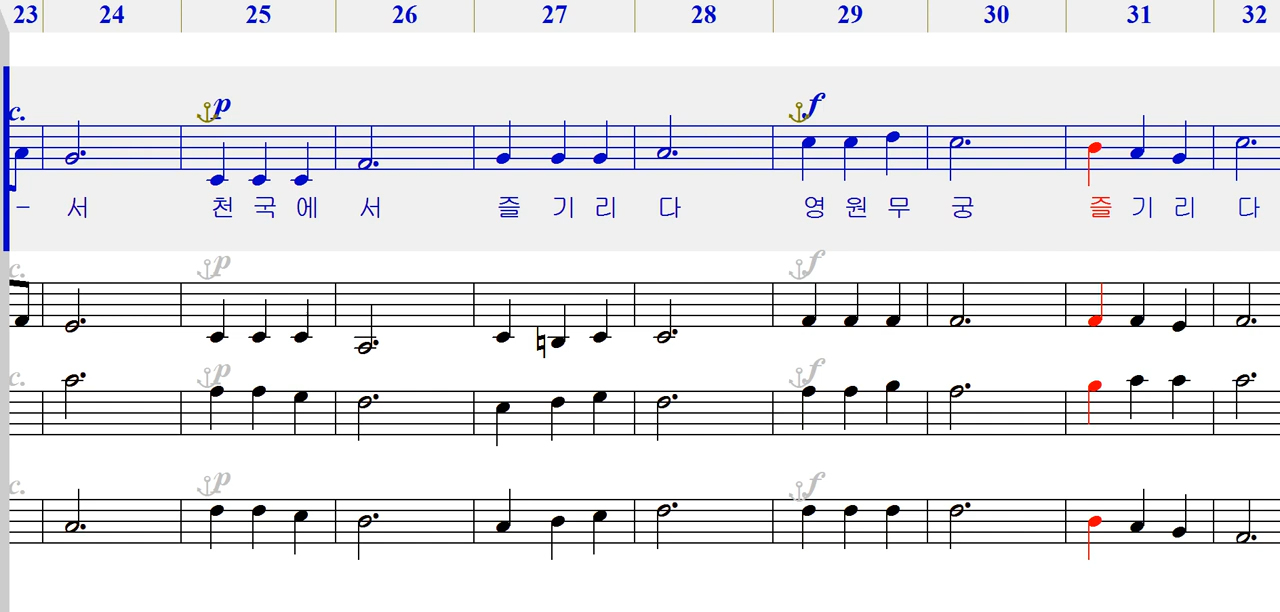 23 24 25 26 27 28 29 30 31 32
c. p f
– 서 천 국 에 서 즐 기 리 다 영 원 무 궁 즐 기 리 다
c. p f
c. p f
c. p f